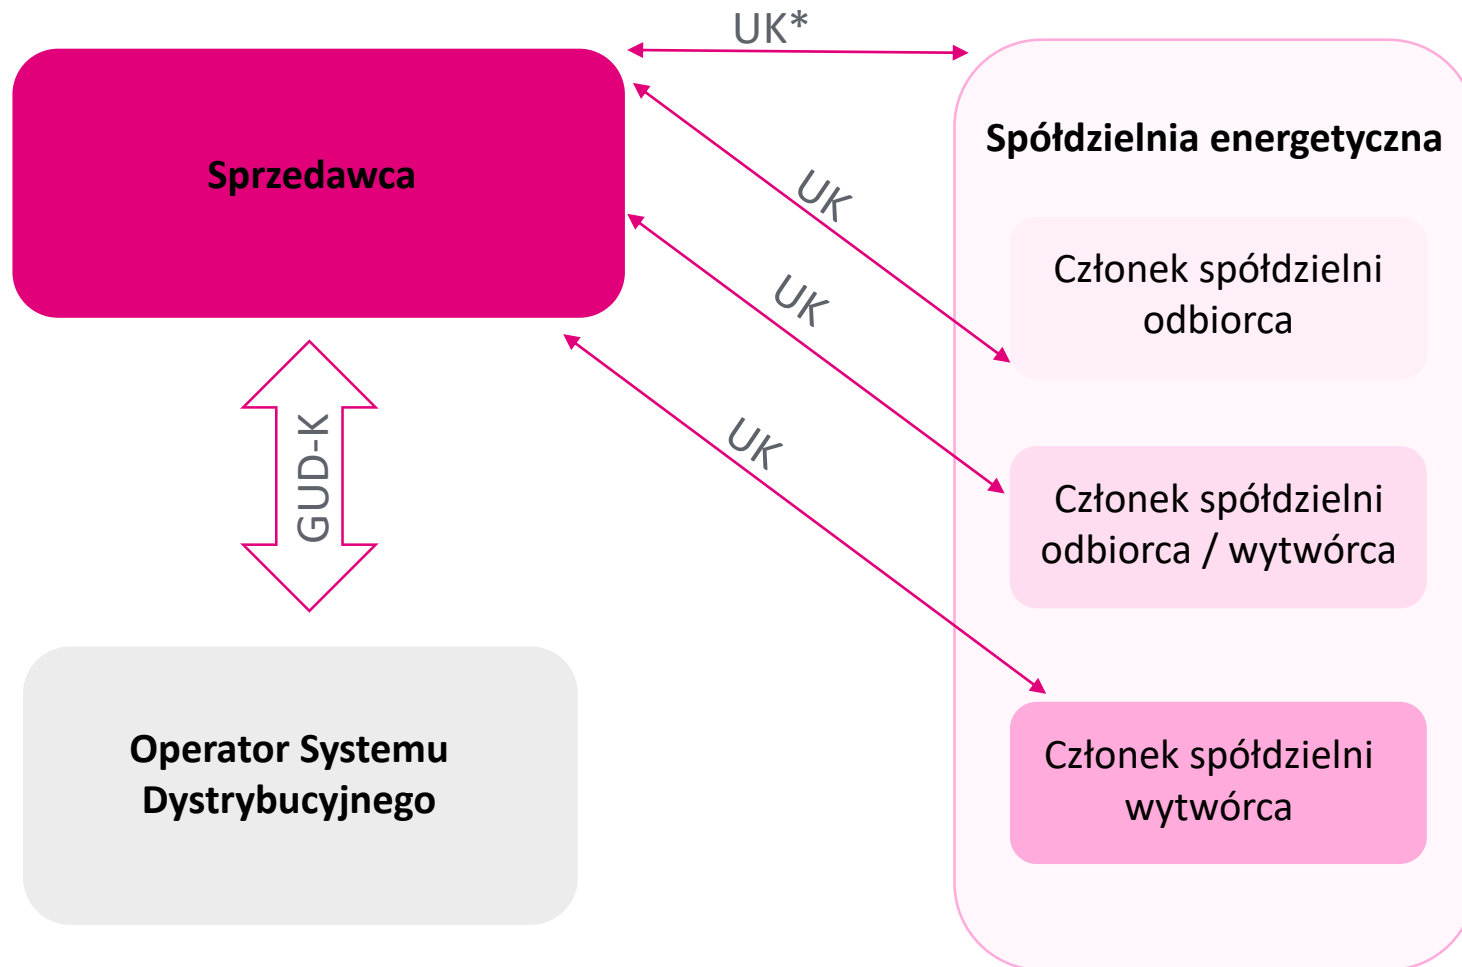 UK*
Sprzedawca
Spółdzielnia energetyczna
UK
Członek spółdzielni
odbiorca
UK
GUD-K
UK
Członek spółdzielni
odbiorca / wytwórca
Operator Systemu
Dystrybucyjnego
Członek spółdzielni
wytwórca